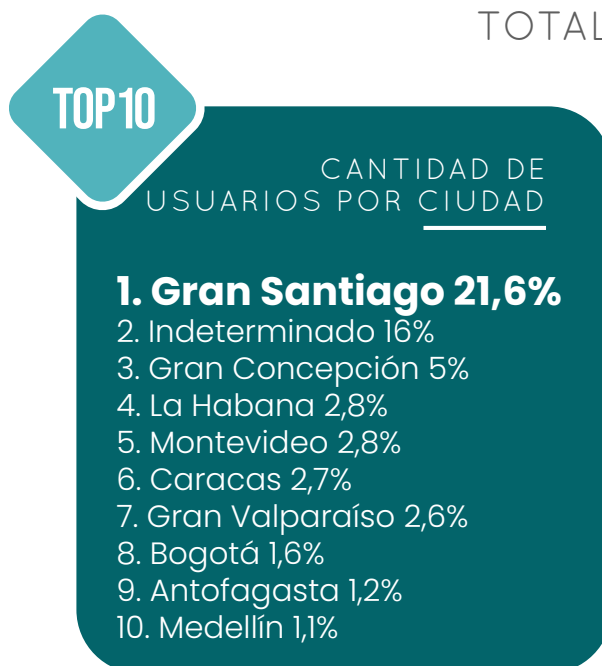 TOTAL
TOP 10
CANTIDAD DE
USUARIOS POR CIUDAD
1. Gran Santiago 21,6%
2. Indeterminado 16%
3. Gran Concepción 5%
4. La Habana 2,8%
5. Montevideo 2,8%
6. Caracas 2,7%
7. Gran Valparaíso 2,6%
8. Bogotá 1,6%
9. Antofagasta 1,2%
10. Medellín 1,1%